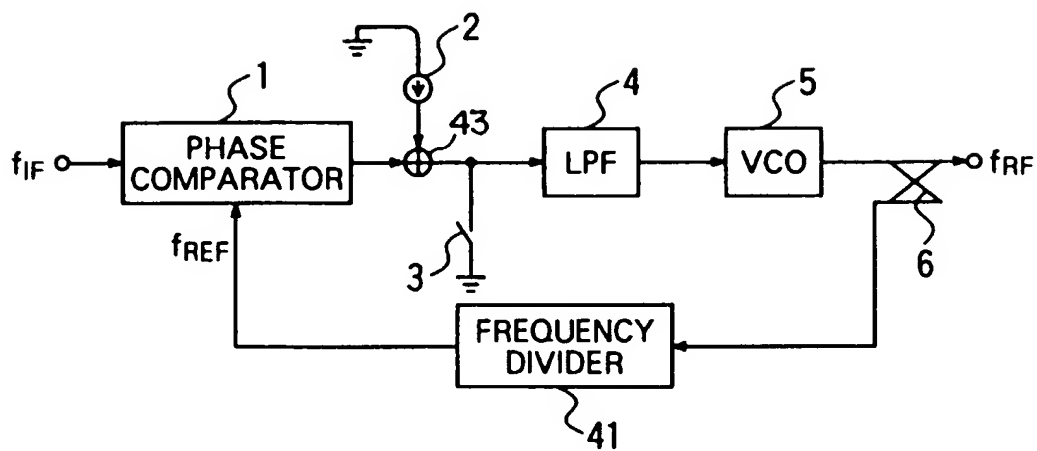 2
1
43
4
5
f_IF
PHASE
COMPARATOR
LPF
VCO
f_RF
f_REF
3
6
FREQUENCY
DIVIDER
41